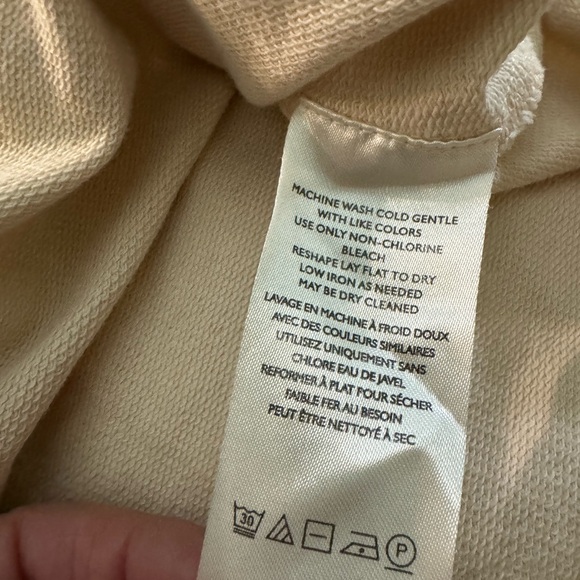 MACHINE WASH COLD GENTLE
WITH LIKE COLORS
USE ONLY NON-CHLORINE
BLEACH
RESHAPE LAY FLAT TO DRY
LOW IRON AS NEEDED
MAY BE DRY CLEANED
LAVAGE EN MACHINE À FROID DOUX
AVEC DES COULEURS SIMILAIRES
UTILISEZ UNIQUEMENT SANS
CHLORE EAU DE JAVEL
REFORMER À PLAT POUR SÉCHER
FAIBLE FER AU BESOIN
PEUT ÊTRE NETTOYÉ À SEC
30 P